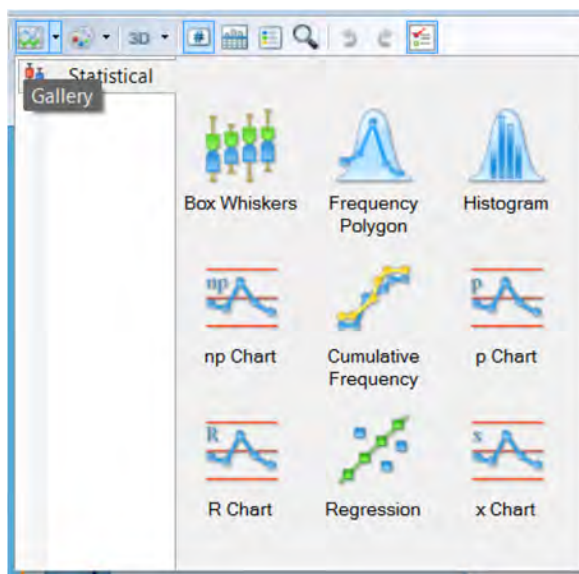 3D
#
Statistical
Gallery
Box Whiskers
Frequency
Polygon
Histogram
np
np Chart
Cumulative
Frequency
p
p Chart
R
R Chart
Regression
x
x Chart